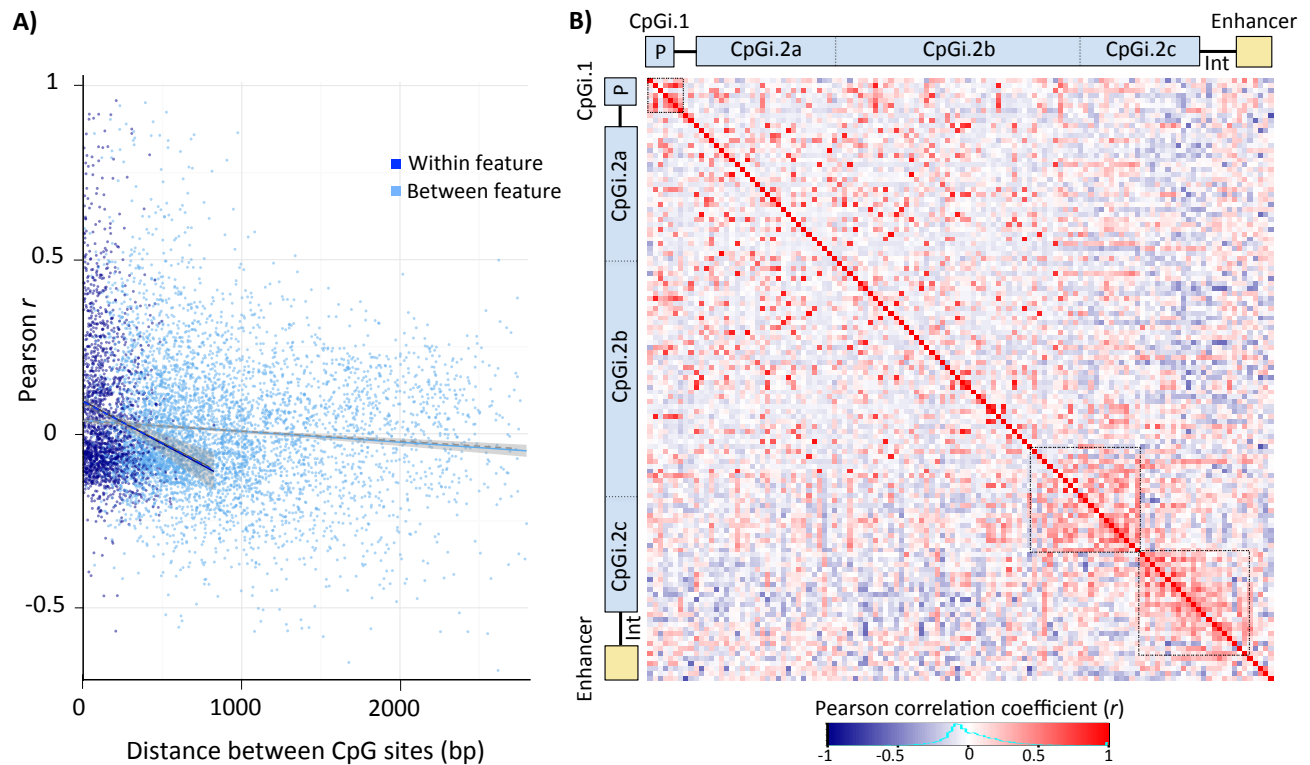 A)
1
0.5
0
-0.5
Pearson r
Within feature
Between feature
0
1000
2000
Distance between CpG sites (bp)
B)
CpGi.1
Enhancer
P
CpGi.2a
CpGi.2b
CpGi.2c
Int
CpGi.1
P
CpGi.2a
CpGi.2b
CpGi.2c
Int
Enhancer
Pearson correlation coefficient (r)
-1
-0.5
0
0.5
1